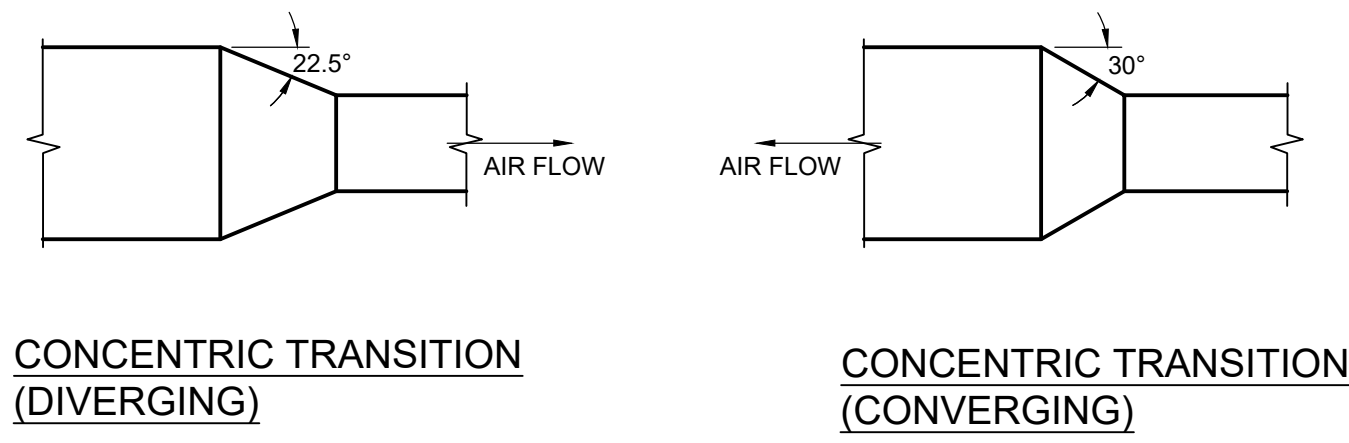 22.5°
AIR FLOW
CONCENTRIC TRANSITION
(DIVERGING)
30°
AIR FLOW
CONCENTRIC TRANSITION
(CONVERGING)